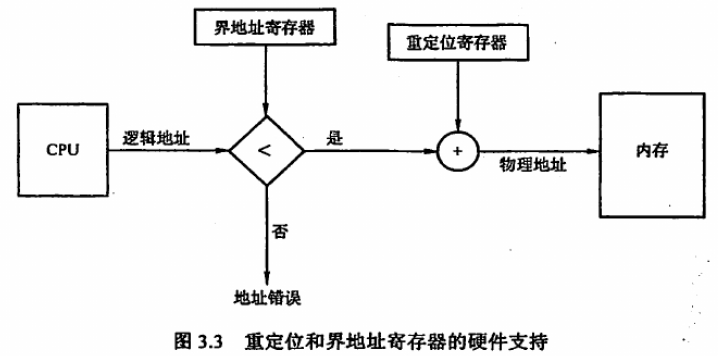 界地址寄存器
重定位寄存器
CPU
逻辑地址
<
是
+
物理地址
内存
否
地址错误
图 3.3 重定位和界地址寄存器的硬件支持